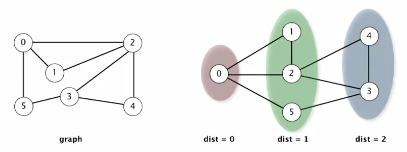 0 2 1 3 5 4
graph
0 1 2 5 4 3
dist = 0 dist = 1 dist = 2